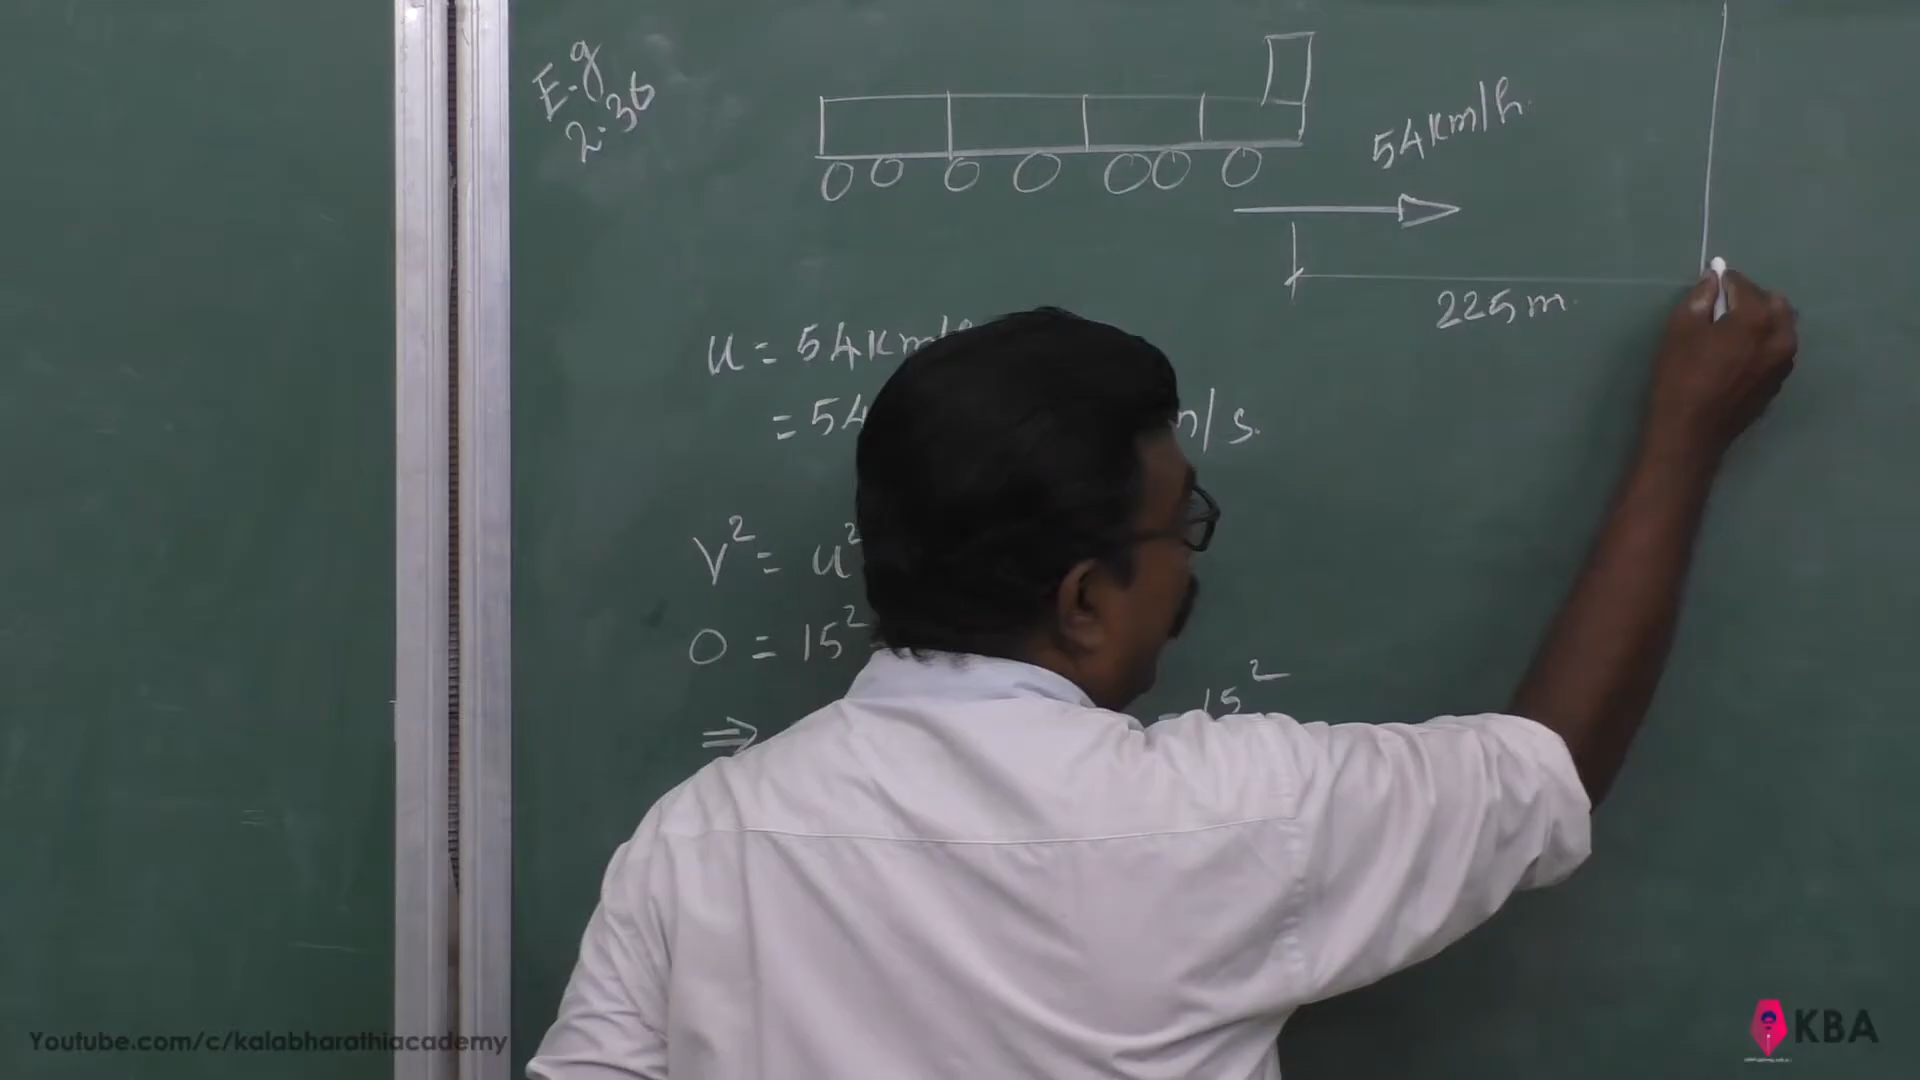 E.g
2.36
54km/h.
225m.
u = 54km/h
= 54 m/s.
V² = u²
0 = 15²
⇒ 15²
Youtube.com/c/kalabharathiacademy
KBA